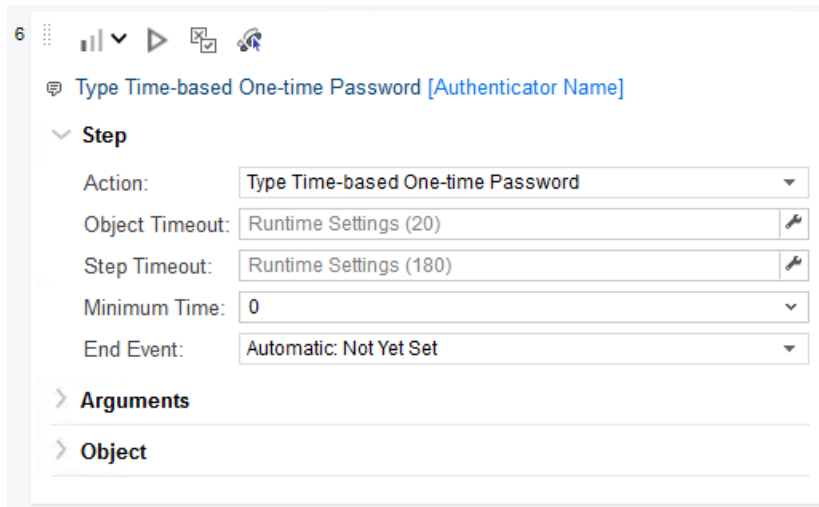 6
Type Time-based One-time Password [Authenticator Name]
Step
Action: Type Time-based One-time Password
Object Timeout: Runtime Settings (20)
Step Timeout: Runtime Settings (180)
Minimum Time: 0
End Event: Automatic: Not Yet Set
Arguments
Object